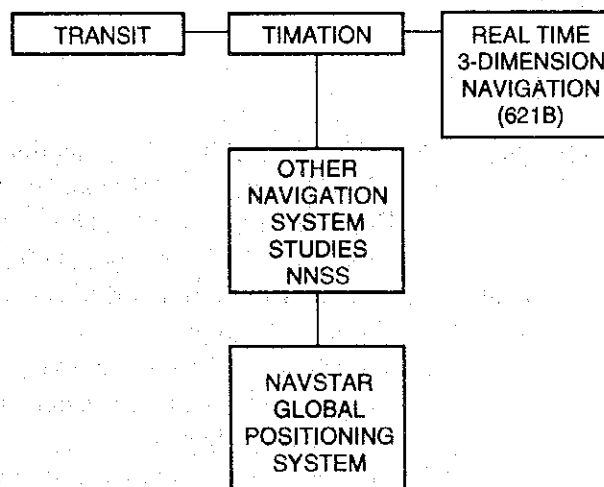 TRANSIT
TIMATION
REAL TIME
3-DIMENSION
NAVIGATION
(621B)
OTHER
NAVIGATION
SYSTEM
STUDIES
NNSS
NAVSTAR
GLOBAL
POSITIONING
SYSTEM